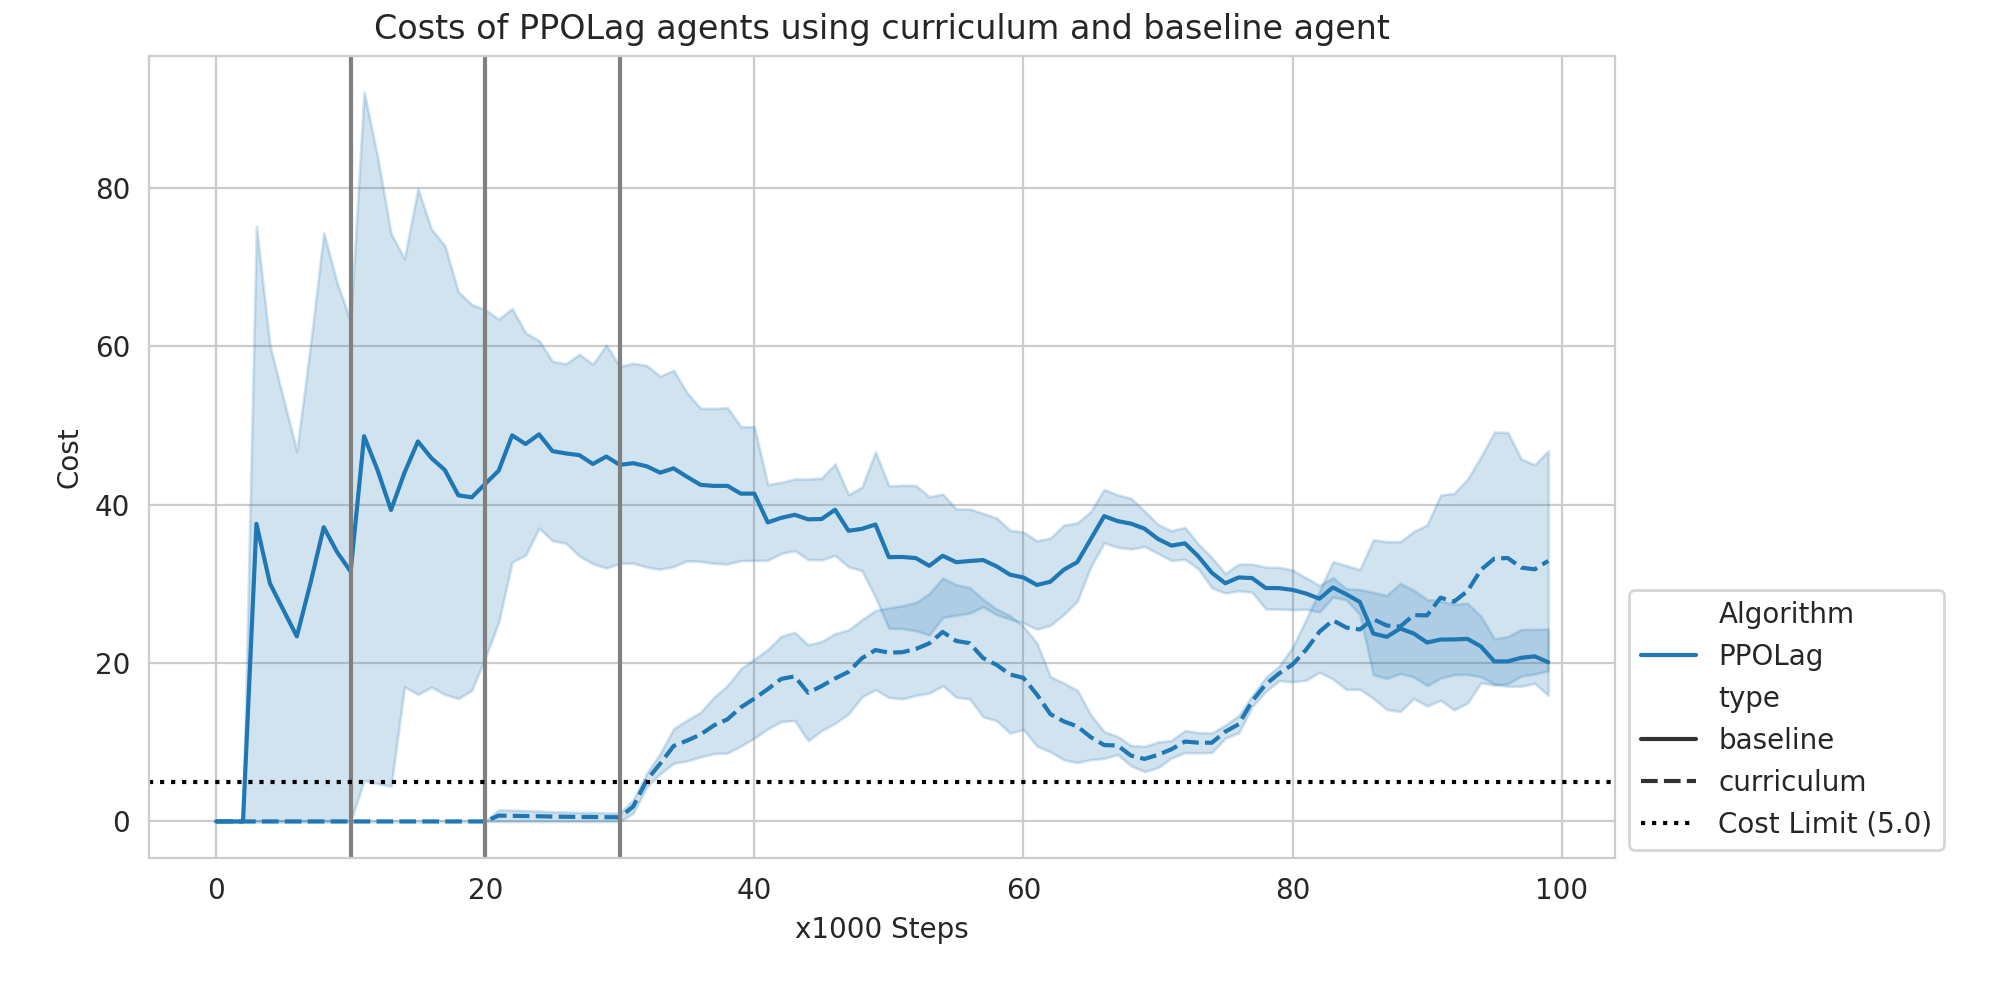 Costs of PPOLag agents using curriculum and baseline agent
Cost
80
60
40
20
0
0 20 40 60 80 100
x1000 Steps
Algorithm
PPOLag
type
baseline
curriculum
Cost Limit (5.0)